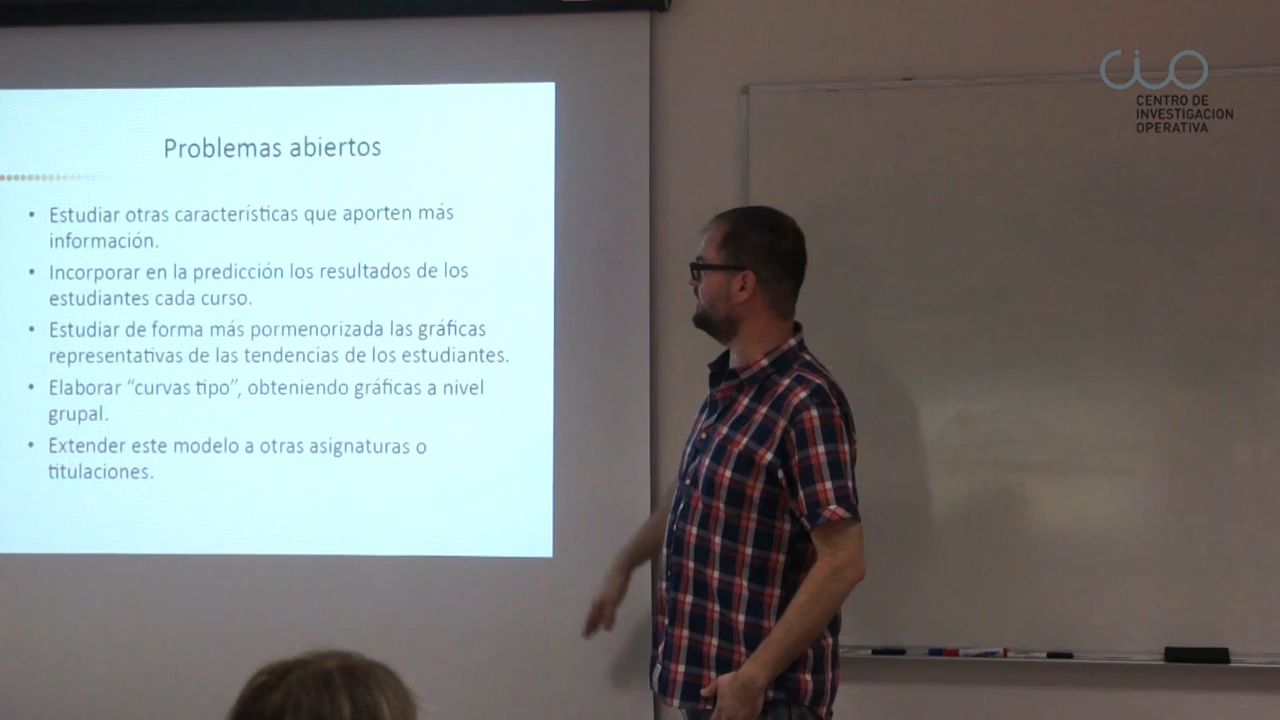 Problemas abiertos
• Estudiar otras características que aporten más
información.
• Incorporar en la predicción los resultados de los
estudiantes cada curso.
• Estudiar de forma más pormenorizada las gráficas
representativas de las tendencias de los estudiantes.
• Elaborar “curvas tipo”, obteniendo gráficas a nivel
grupal.
• Extender este modelo a otras asignaturas o
titulaciones.
CIO
CENTRO DE
INVESTIGACION
OPERATIVA